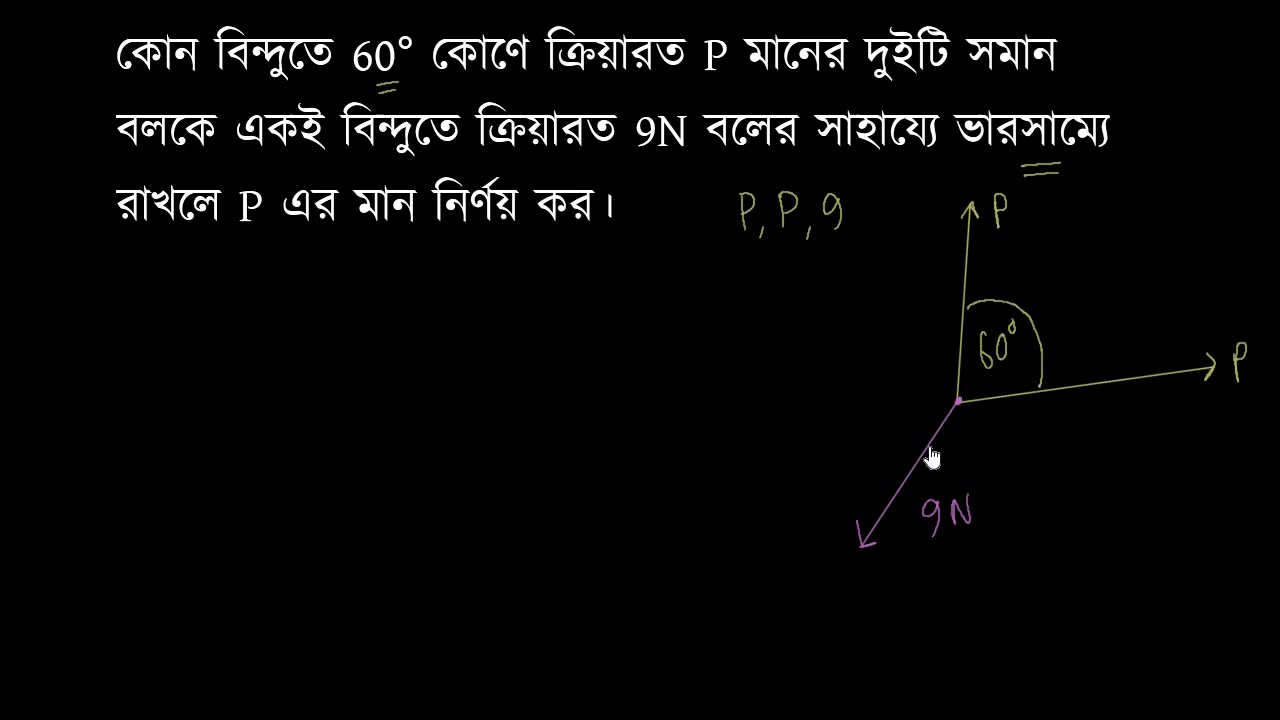 কোন বিন্দুতে 60° কোণে ক্রিয়ারত P মানের দুইটি সমান
বলকে একই বিন্দুতে ক্রিয়ারত 9N বলের সাহায্যে ভারসাম্যে
রাখলে P এর মান নির্ণয় কর।
P, P, 9
P
60°
P
9N